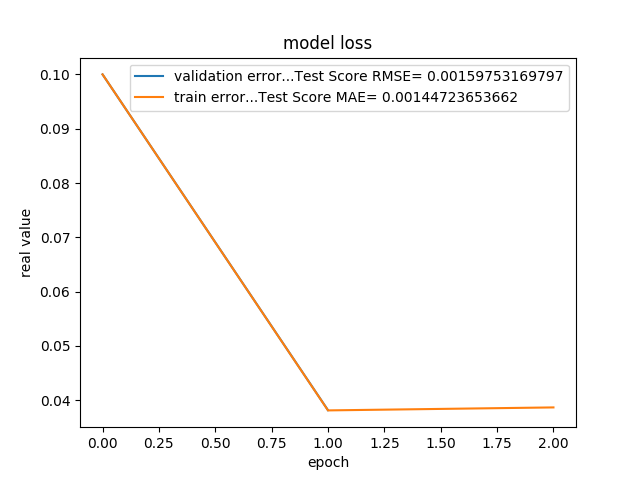 model loss
validation error...Test Score RMSE= 0.00159753169797
train error...Test Score MAE= 0.00144723653662
0.10
0.09
0.08
0.07
0.06
0.05
0.04
real value
0.00 0.25 0.50 0.75 1.00 1.25 1.50 1.75 2.00
epoch